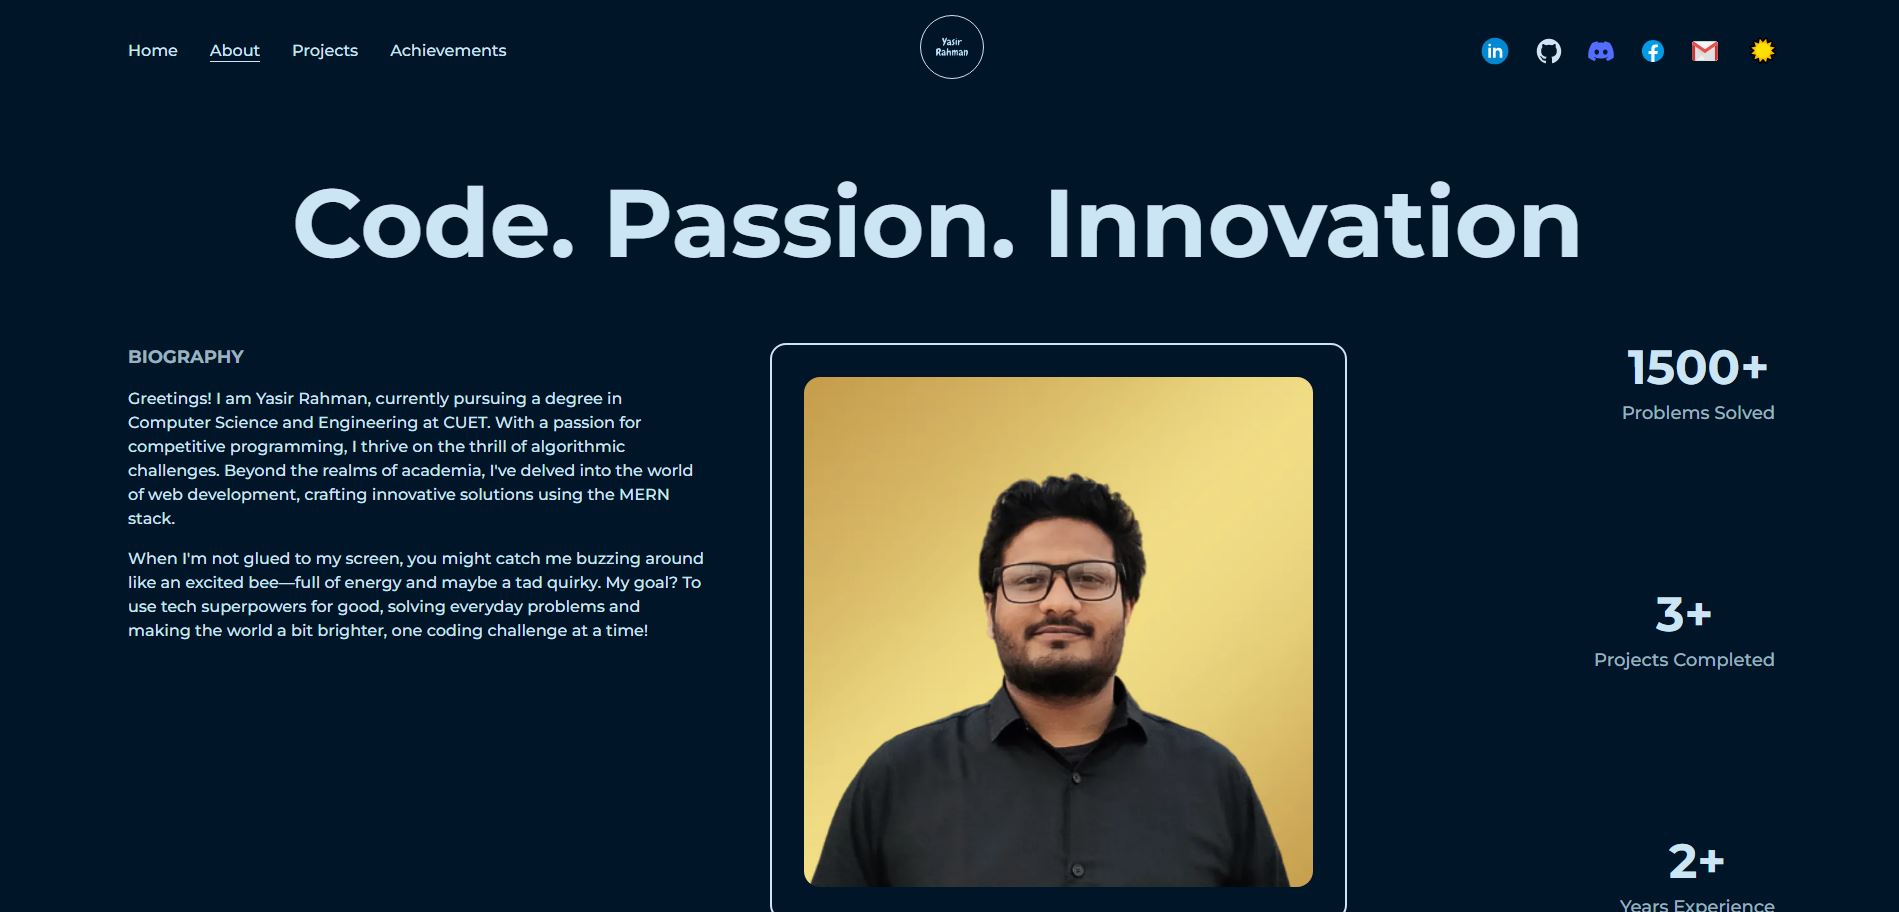 Home About Projects Achievements
Yasir
Rahman
Code. Passion. Innovation
BIOGRAPHY
Greetings! I am Yasir Rahman, currently pursuing a degree in
Computer Science and Engineering at CUET. With a passion for
competitive programming, I thrive on the thrill of algorithmic
challenges. Beyond the realms of academia, I've delved into the world
of web development, crafting innovative solutions using the MERN
stack.
When I'm not glued to my screen, you might catch me buzzing around
like an excited bee—full of energy and maybe a tad quirky. My goal? To
use tech superpowers for good, solving everyday problems and
making the world a bit brighter, one coding challenge at a time!
1500+
Problems Solved
3+
Projects Completed
2+
Years Experience